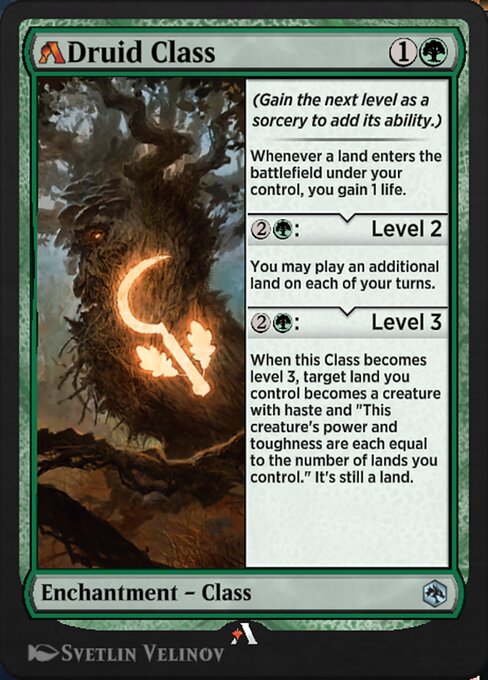 Druid Class 1
(Gain the next level as a
sorcery to add its ability.)
Whenever a land enters the
battlefield under your
control, you gain 1 life.
2 : Level 2
You may play an additional
land on each of your turns.
2 : Level 3
When this Class becomes
level 3, target land you
control becomes a creature
with haste and "This
creature's power and
toughness are each equal
to the number of lands you
control." It's still a land.
Enchantment – Class
Svetlin Velinov